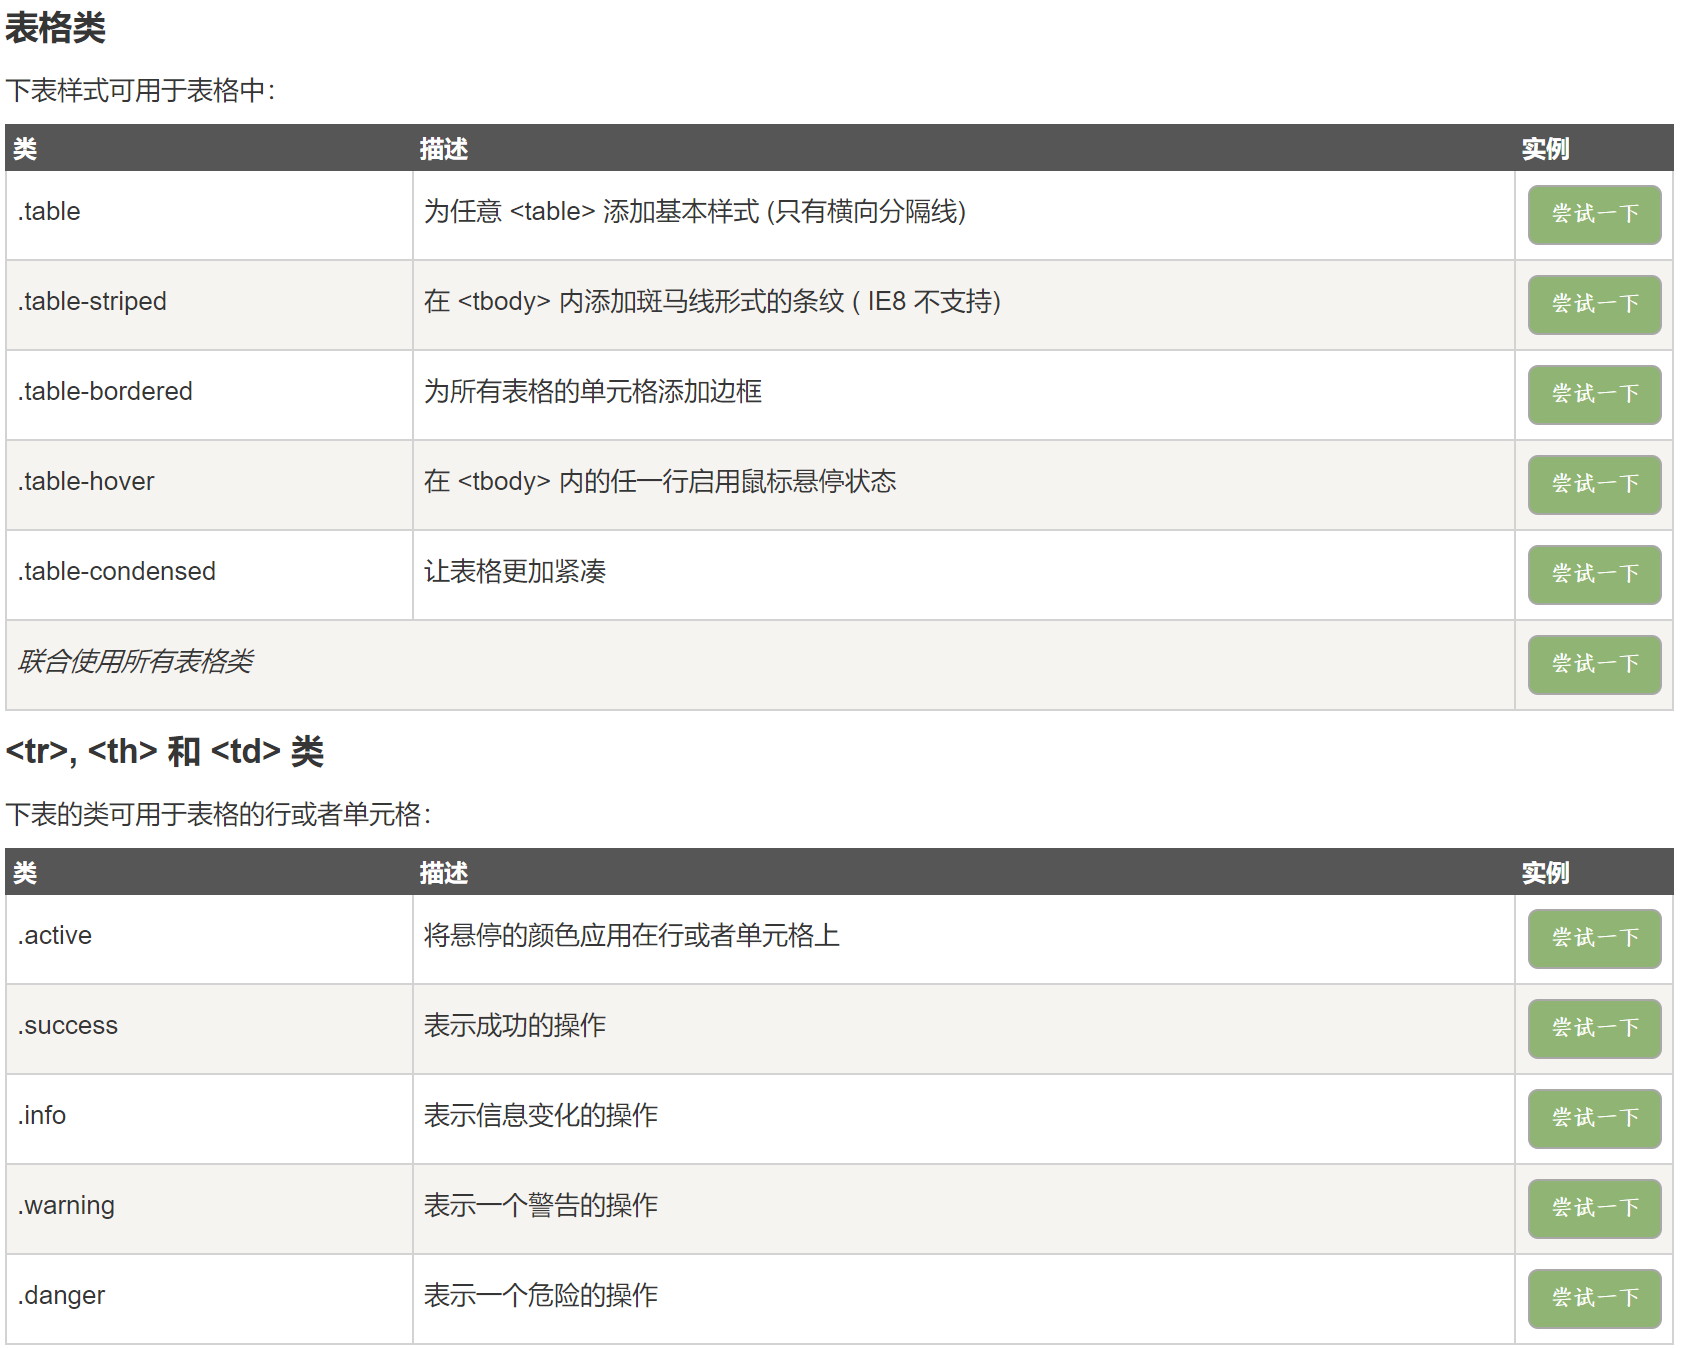 表格类
下表样式可用于表格中：
类 描述 实例
.table 为任意 <table> 添加基本样式 (只有横向分隔线) 尝试一下
.table-striped 在 <tbody> 内添加斑马线形式的条纹 ( IE8 不支持) 尝试一下
.table-bordered 为所有表格的单元格添加边框 尝试一下
.table-hover 在 <tbody> 内的任一行启用鼠标悬停状态 尝试一下
.table-condensed 让表格更加紧凑 尝试一下
联合使用所有表格类 尝试一下
<tr>, <th> 和 <td> 类
下表的类可用于表格的行或者单元格：
类 描述 实例
.active 将悬停的颜色应用在行或者单元格上 尝试一下
.success 表示成功的操作 尝试一下
.info 表示信息变化的操作 尝试一下
.warning 表示一个警告的操作 尝试一下
.danger 表示一个危险的操作 尝试一下